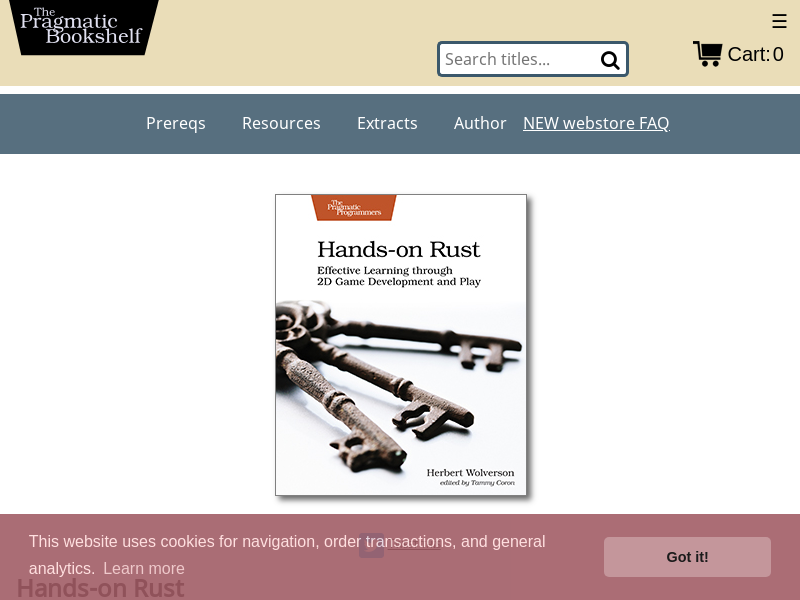 The
Pragmatic
Bookshelf
☰
Search titles...
Cart: 0
Prereqs Resources Extracts Author NEW webstore FAQ
The
Pragmatic
Programmers
Hands-on Rust
Effective Learning through
2D Game Development and Play
Herbert Wolverson
edited by Tammy Coron
This website uses cookies for navigation, order transactions, and general
analytics. Learn more
Got it!
Hands-on Rust